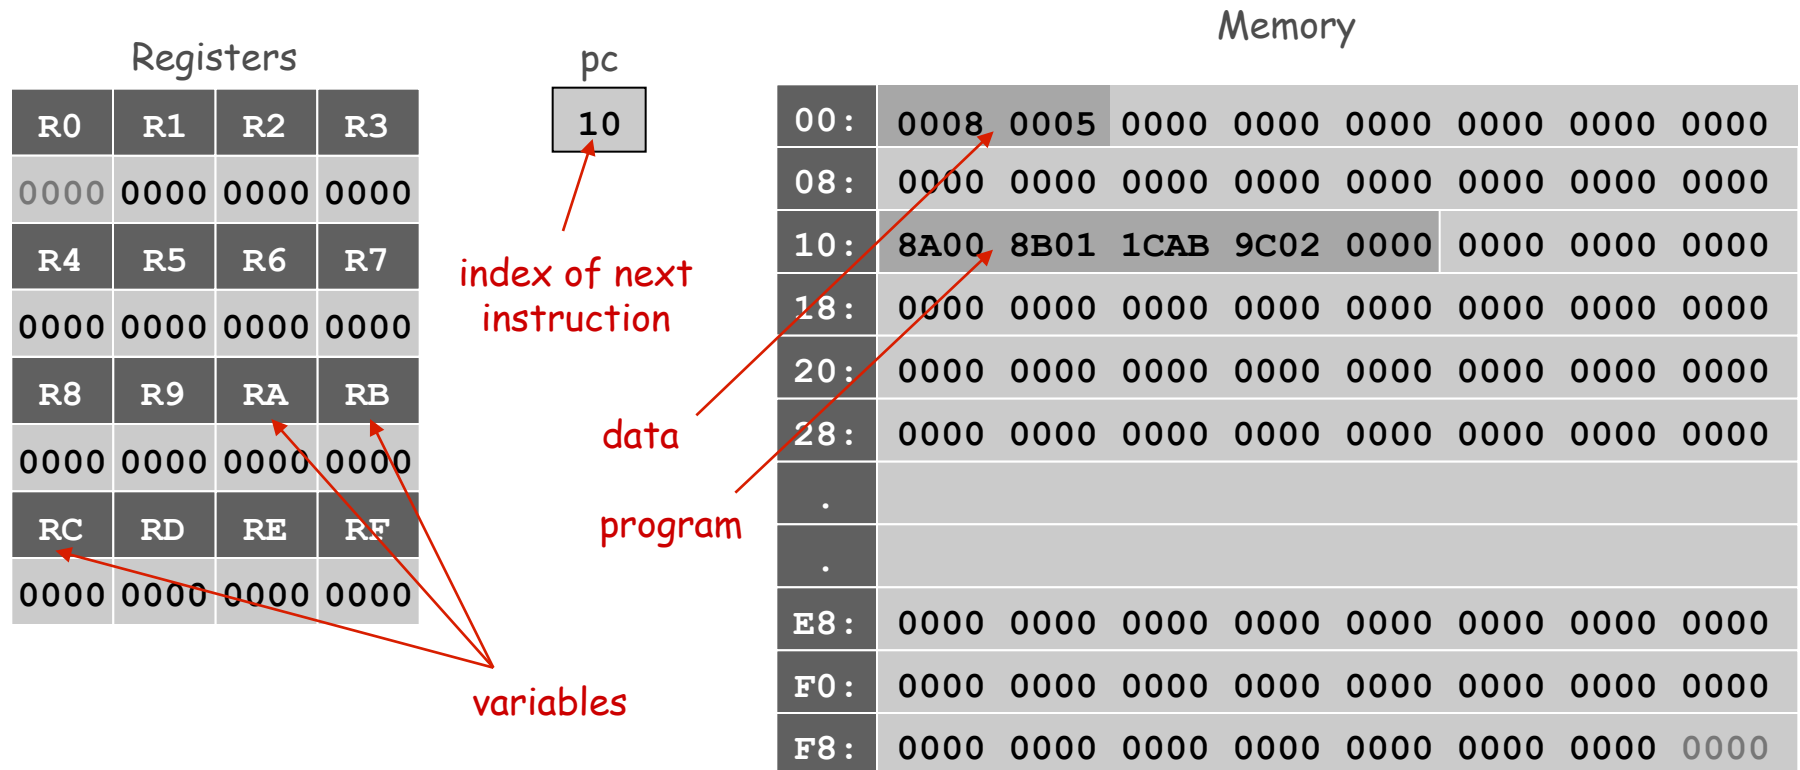 Registers
R0 R1 R2 R3
0000 0000 0000 0000
R4 R5 R6 R7
0000 0000 0000 0000
R8 R9 RA RB
0000 0000 0000 0000
RC RD RE RF
0000 0000 0000 0000
pc
10
index of next
instruction
data
program
variables
Memory
00: 0008 0005 0000 0000 0000 0000 0000 0000
08: 0000 0000 0000 0000 0000 0000 0000 0000
10: 8A00 8B01 1CAB 9C02 0000 0000 0000 0000
18: 0000 0000 0000 0000 0000 0000 0000 0000
20: 0000 0000 0000 0000 0000 0000 0000 0000
28: 0000 0000 0000 0000 0000 0000 0000 0000
.
.
E8: 0000 0000 0000 0000 0000 0000 0000 0000
F0: 0000 0000 0000 0000 0000 0000 0000 0000
F8: 0000 0000 0000 0000 0000 0000 0000 0000